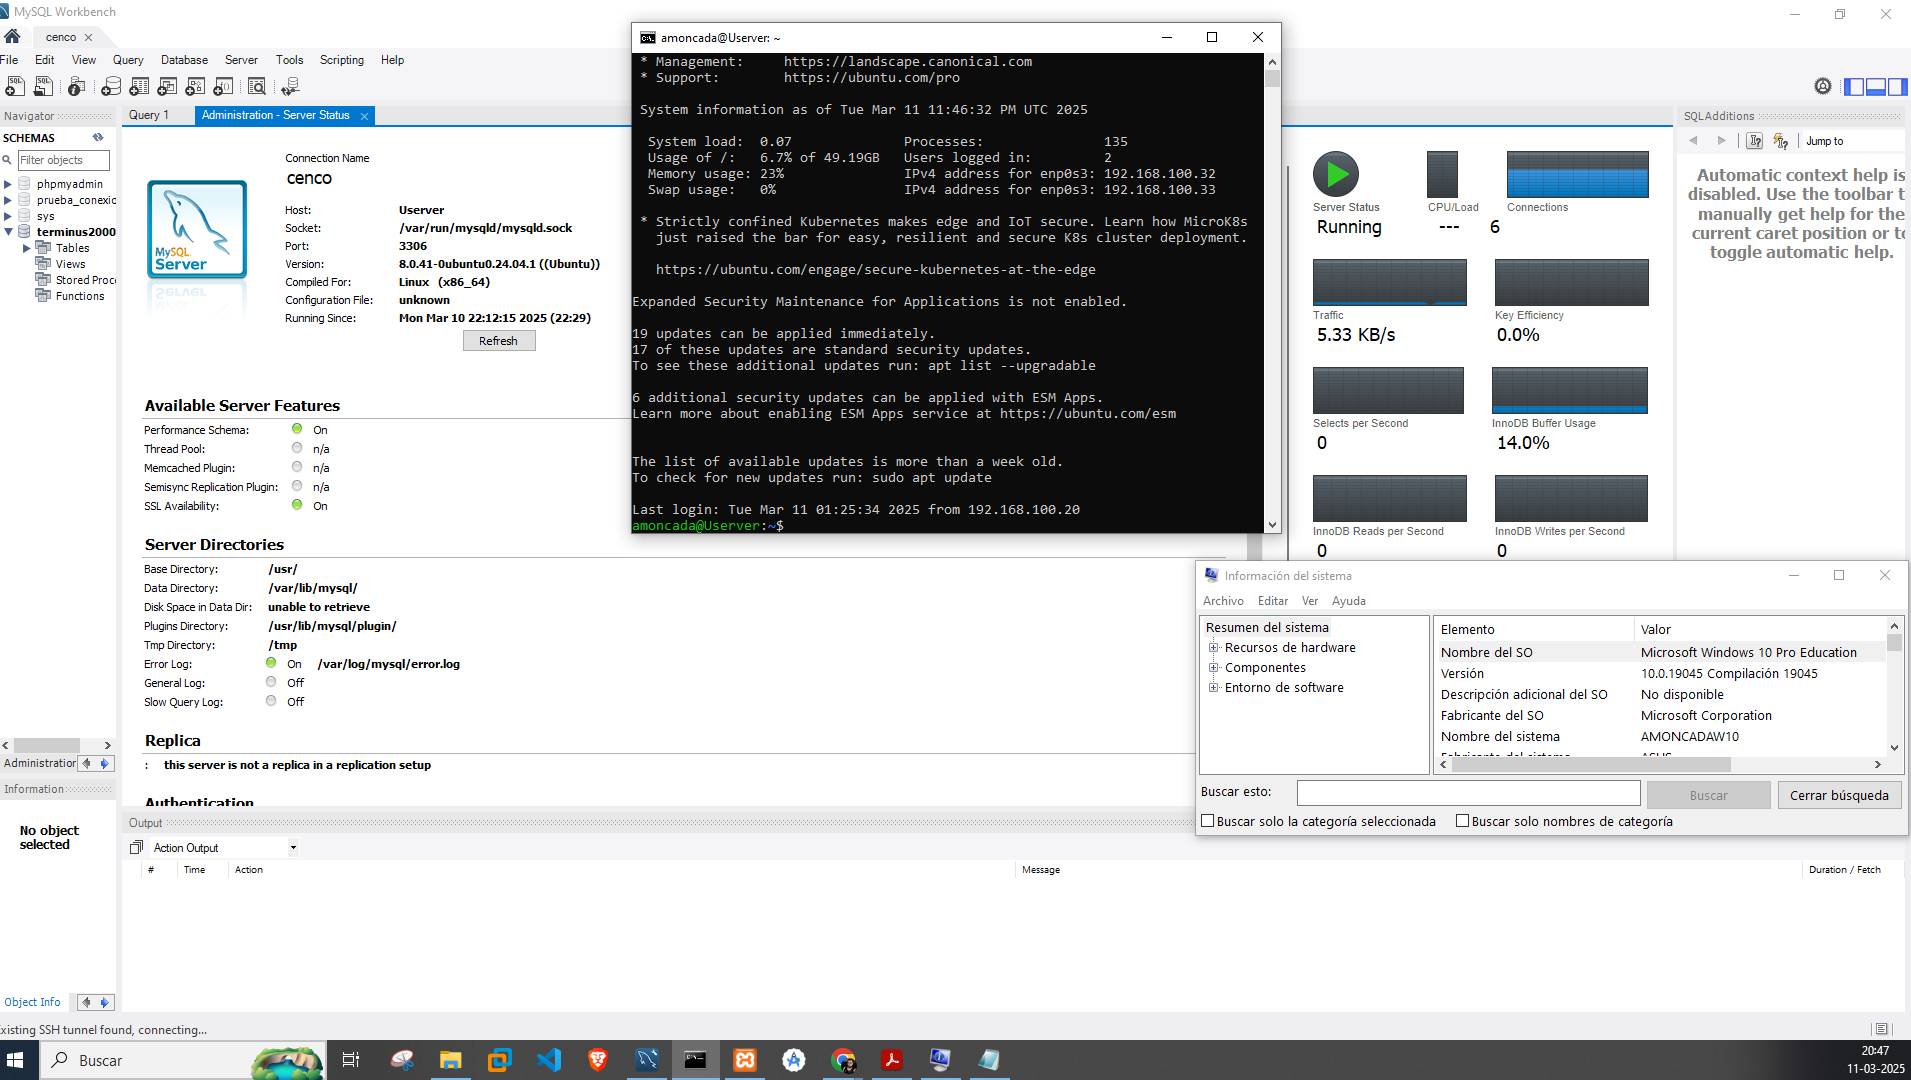 MySQL Workbench
cenco
File Edit View Query Database Server Tools Scripting Help
Navigator
SCHEMAS
Filter objects
phpmyadmin
prueba_conexio
sys
terminus2000
Tables
Views
Stored Proc
Functions
Administration
Information
No object
selected
Object Info
Query 1
Administration - Server Status
MySQL
Server
Connection Name
cenco
Host: Userver
Socket: /var/run/mysqld/mysqld.sock
Port: 3306
Version: 8.0.41-0ubuntu0.24.04.1 ((Ubuntu))
Compiled For: Linux (x86_64)
Configuration File: unknown
Running Since: Mon Mar 10 22:12:15 2025 (22:29)
Refresh
Available Server Features
Performance Schema: On
Thread Pool: n/a
Memcached Plugin: n/a
Semisync Replication Plugin: n/a
SSL Availability: On
Server Directories
Base Directory: /usr/
Data Directory: /var/lib/mysql/
Disk Space in Data Dir: unable to retrieve
Plugins Directory: /usr/lib/mysql/plugin/
Tmp Directory: /tmp
Error Log: On /var/log/mysql/error.log
General Log: Off
Slow Query Log: Off
Replica
: this server is not a replica in a replication setup
Authentication
amoncada@Userver: ~
* Management: https://landscape.canonical.com
* Support: https://ubuntu.com/pro
System information as of Tue Mar 11 11:46:32 PM UTC 2025
System load: 0.07 Processes: 135
Usage of /: 6.7% of 49.19GB Users logged in: 2
Memory usage: 23% IPv4 address for enp0s3: 192.168.100.32
Swap usage: 0% IPv4 address for enp0s3: 192.168.100.33
* Strictly confined Kubernetes makes edge and IoT secure. Learn how MicroK8s
just raised the bar for easy, resilient and secure K8s cluster deployment.
https://ubuntu.com/engage/secure-kubernetes-at-the-edge
Expanded Security Maintenance for Applications is not enabled.
19 updates can be applied immediately.
17 of these updates are standard security updates.
To see these additional updates run: apt list --upgradable
6 additional security updates can be applied with ESM Apps.
Learn more about enabling ESM Apps service at https://ubuntu.com/esm
The list of available updates is more than a week old.
To check for new updates run: sudo apt update
Last login: Tue Mar 11 01:25:34 2025 from 192.168.100.20
amoncada@Userver:~$
Server Status CPU/Load Connections
Running --- 6
Traffic Key Efficiency
5.33 KB/s 0.0%
Selects per Second InnoDB Buffer Usage
0 14.0%
InnoDB Reads per Second InnoDB Writes per Second
0 0
SQLAdditions
Jump to
Automatic context help is
disabled. Use the toolbar t
manually get help for the
current caret position or to
toggle automatic help.
Información del sistema
Archivo Editar Ver Ayuda
Resumen del sistema
Recursos de hardware
Componentes
Entorno de software
Elemento Valor
Nombre del SO Microsoft Windows 10 Pro Education
Versión 10.0.19045 Compilación 19045
Descripción adicional del SO No disponible
Fabricante del SO Microsoft Corporation
Nombre del sistema AMONCADAW10
Fabricante del sistema ASUS
Buscar esto: Buscar Cerrar búsqueda
Buscar solo la categoría seleccionada Buscar solo nombres de categoría
Output
Action Output
# Time Action Message Duration / Fetch
xisting SSH tunnel found, connecting...
Buscar
20:47
11-03-2025